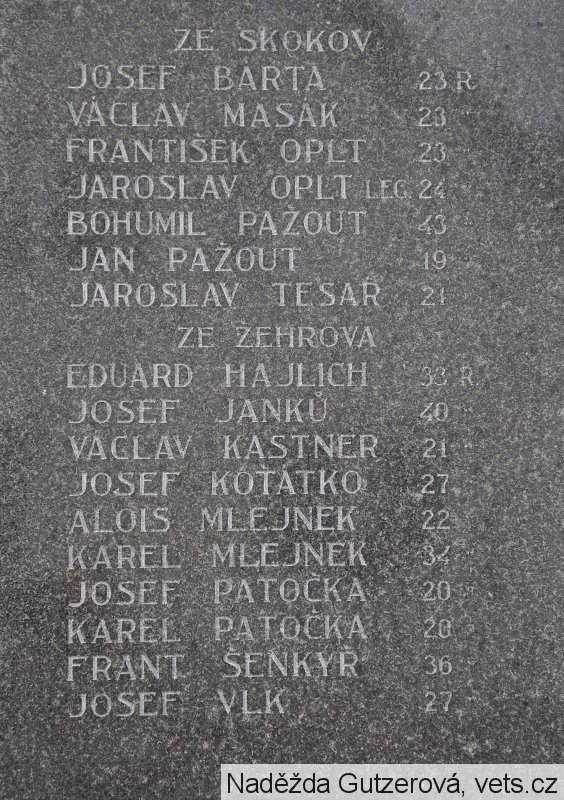 ZE SKOKOV
JOSEF BÁRTA 23 R.
VÁCLAV MASÁK 23 "
FRANTIŠEK OPLT 23 "
JAROSLAV OPLT LEG. 24 "
BOHUMIL PAŽOUT 43 "
JAN PAŽOUT 19 "
JAROSLAV TESAŘ 21 "
ZE ŽEHROVA
EDUARD HAJLICH 33 R.
JOSEF JANKŮ 40 "
VÁCLAV KASTNER 21 "
JOSEF KOŤÁTKO 27 "
ALOIS MLEJNEK 22 "
KAREL MLEJNEK 34 "
JOSEF PATOČKA 20 "
KAREL PATOČKA 20 "
FRANT. ŠENKYŘ 36 "
JOSEF VLK 27 "
Naděžda Gutzerová, vets.cz